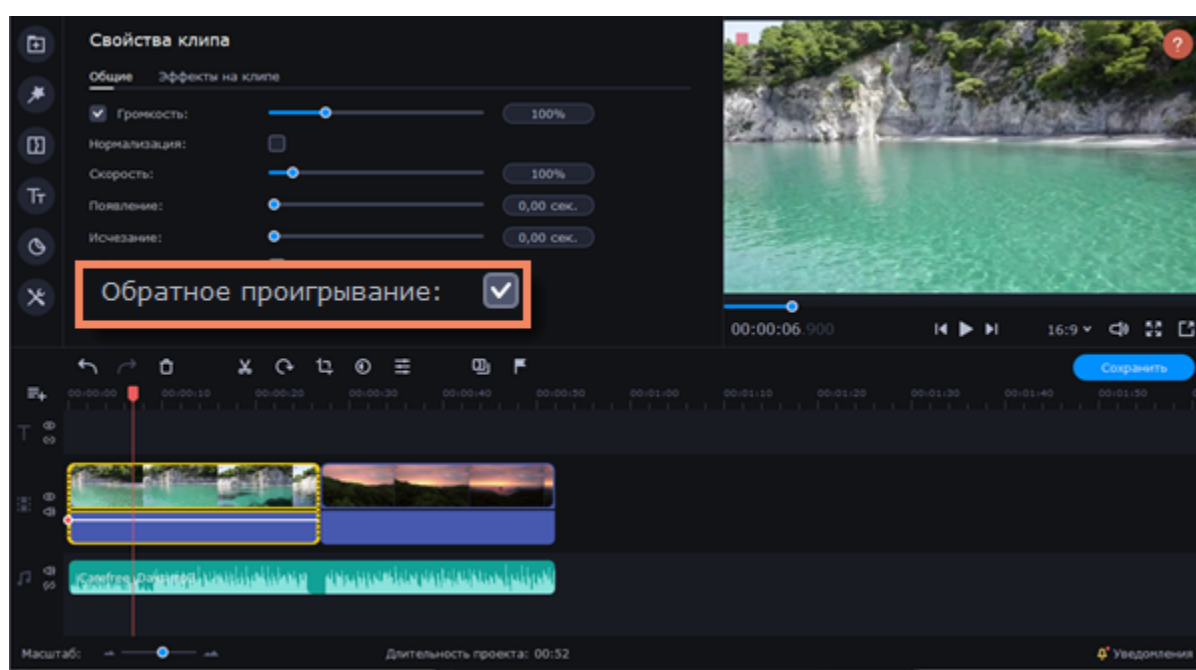 Свойства клипа
Общие Эффекты на клипе
Громкость: 100%
Нормализация:
Скорость: 100%
Появление: 0,00 сек.
Исчезание: 0,00 сек.
Обратное проигрывание:
?
00:00:06.900 16:9
Сохранить
00:00:00 00:00:10 00:00:20 00:00:30 00:00:40 00:00:50 00:01:00 00:01:10 00:01:20 00:01:30 00:01:40 00:01:50
Масштаб: Длительность проекта: 00:52 Уведомления